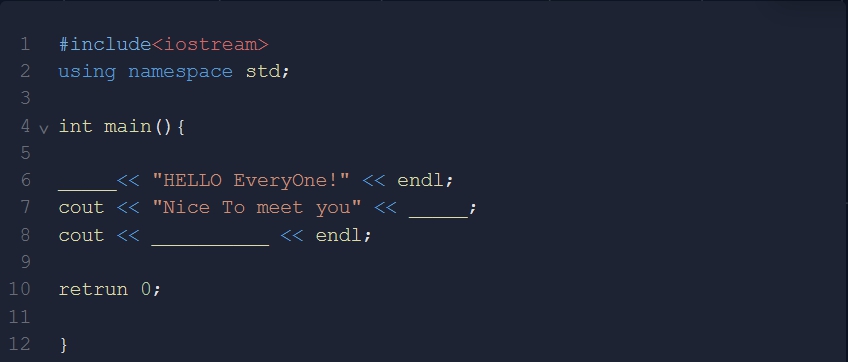 1 #include<iostream>
2 using namespace std;
3
4 int main(){
5
6 _____<< "HELLO EveryOne!" << endl;
7 cout << "Nice To meet you" << _____;
8 cout << __________ << endl;
9
10 retrun 0;
11
12 }